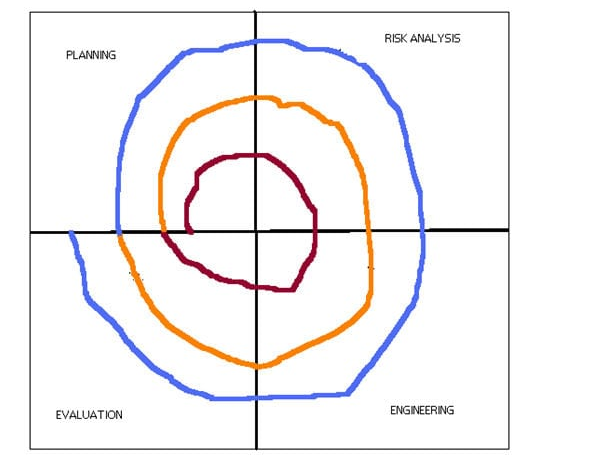 PLANNING
RISK ANALYSIS
EVALUATION
ENGINEERING